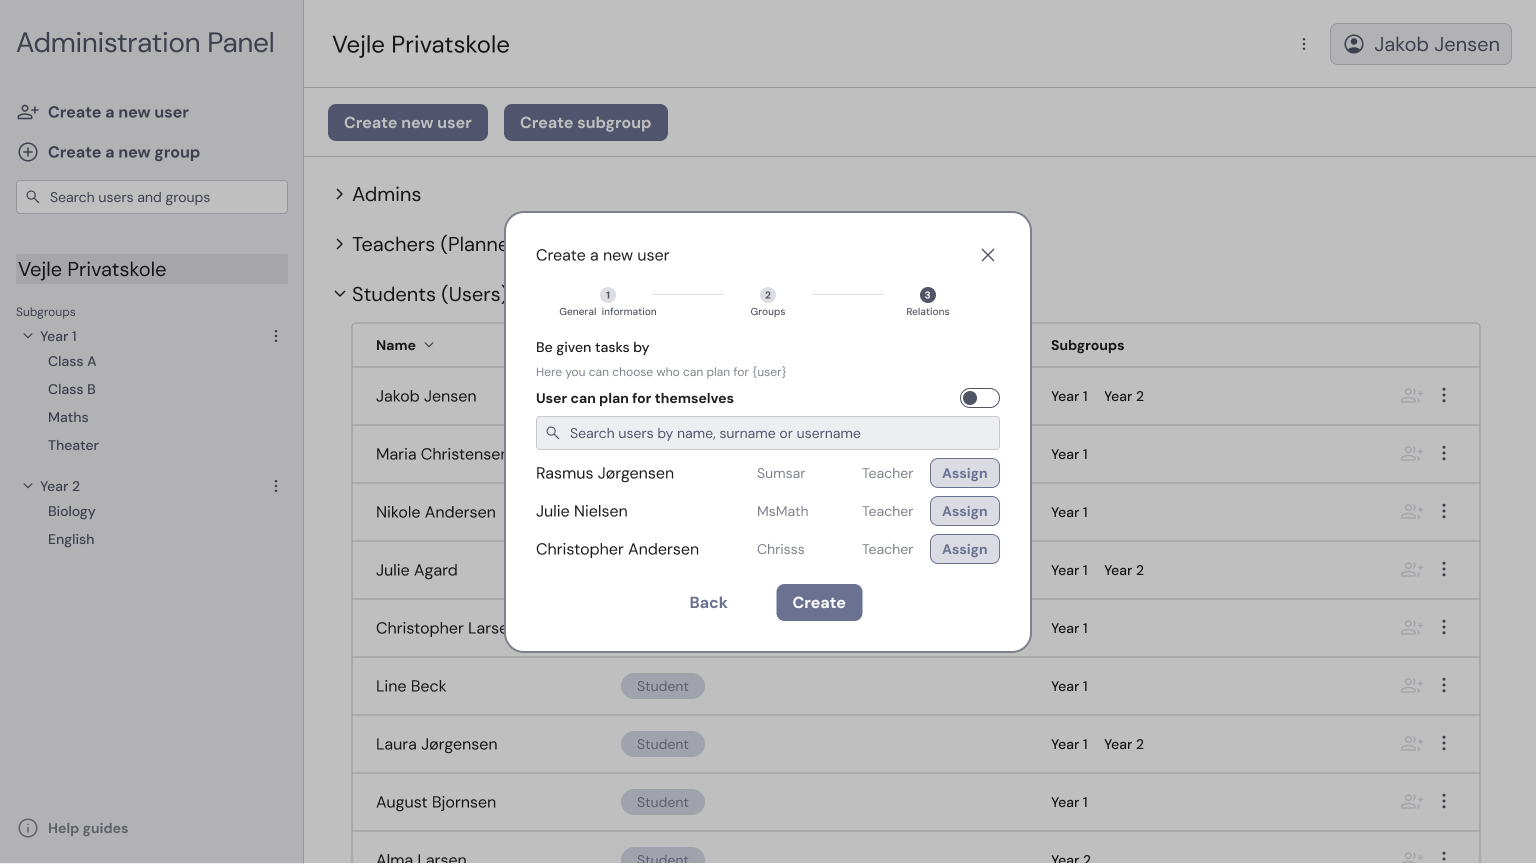 Administration Panel
Create a new user
Create a new group
Search users and groups
Vejle Privatskole
Subgroups
Year 1
Class A
Class B
Maths
Theater
Year 2
Biology
English
Help guides
Vejle Privatskole
Jakob Jensen
Create new user
Create subgroup
Admins
Teachers (Planne
Students (Users)
Name
Subgroups
Jakob Jensen Year 1 Year 2
Maria Christensen Year 1
Nikole Andersen Year 1
Julie Agard Year 1 Year 2
Christopher Larse Year 1
Line Beck Student Year 1
Laura Jørgensen Student Year 1 Year 2
August Bjornsen Student Year 1
Alma Larsen Student Year 2
Create a new user
1 2 3
General information Groups Relations
Be given tasks by
Here you can choose who can plan for {user}
User can plan for themselves
Search users by name, surname or username
Rasmus Jørgensen Sumsar Teacher Assign
Julie Nielsen MsMath Teacher Assign
Christopher Andersen Chrisss Teacher Assign
Back Create